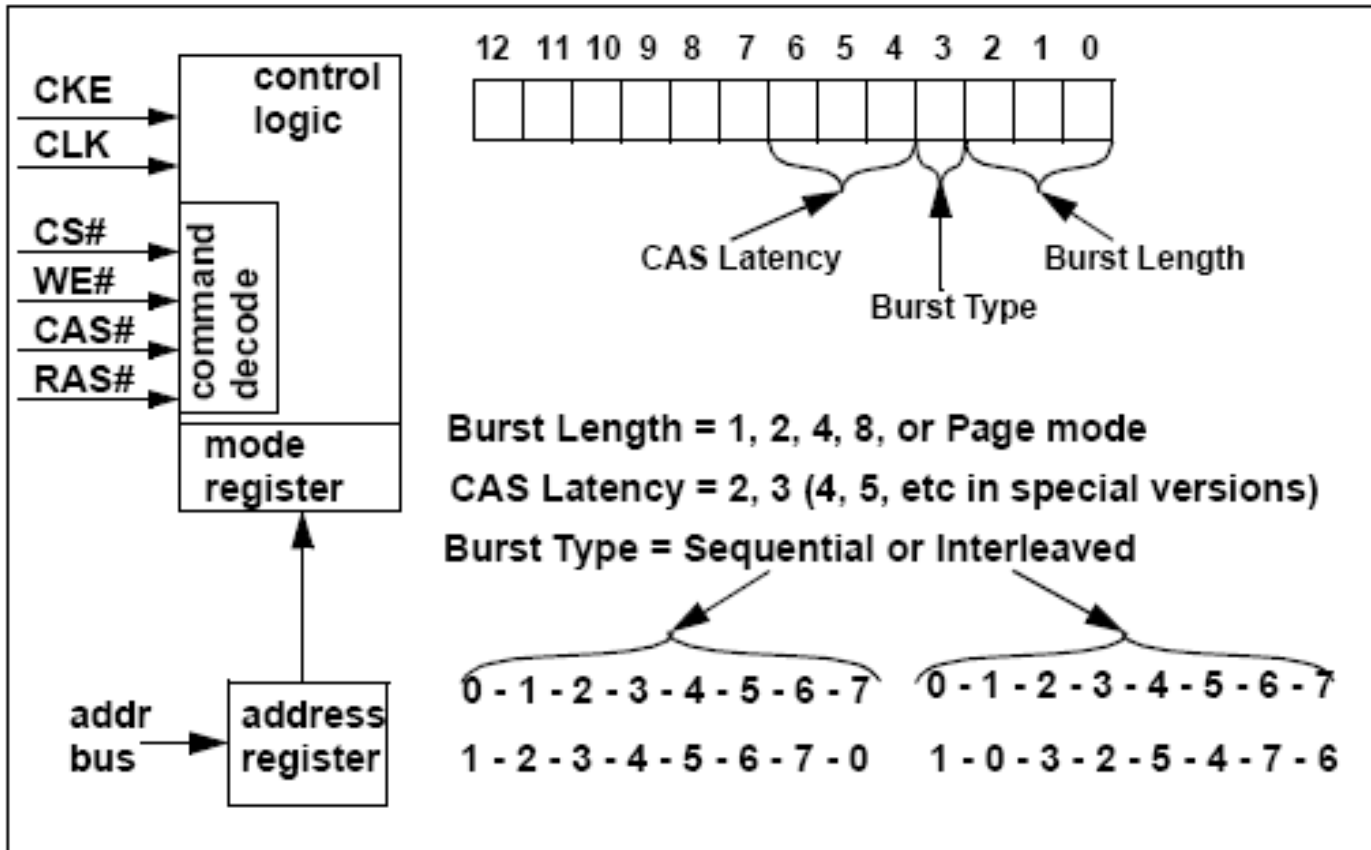 12 11 10 9 8 7 6 5 4 3 2 1 0
control
logic
CKE
CLK
CS#
WE#
CAS#
RAS#
command
decode
mode
register
CAS Latency
Burst Type
Burst Length
Burst Length = 1, 2, 4, 8, or Page mode
CAS Latency = 2, 3 (4, 5, etc in special versions)
Burst Type = Sequential or Interleaved
0 - 1 - 2 - 3 - 4 - 5 - 6 - 7
1 - 2 - 3 - 4 - 5 - 6 - 7 - 0
0 - 1 - 2 - 3 - 4 - 5 - 6 - 7
1 - 0 - 3 - 2 - 5 - 4 - 7 - 6
addr
bus
address
register